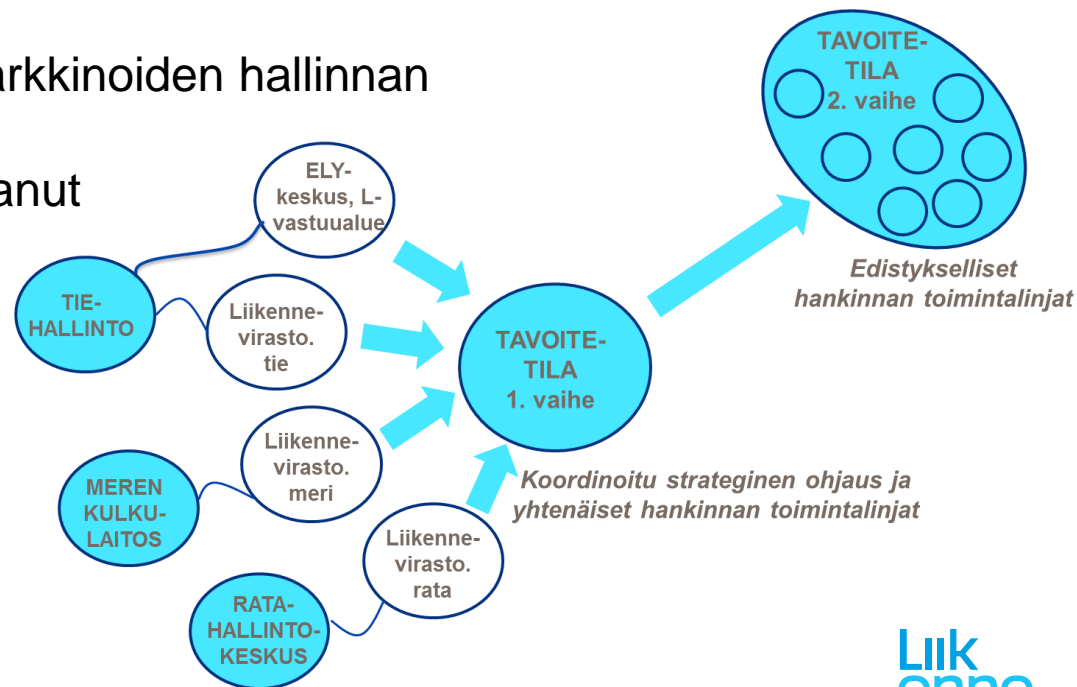 arkkinoiden hallinnan
anut
TAVOITE-
TILA
2. vaihe
ELY-
keskus, L-
vastuualue
Edistykselliset
hankinnan toimintalinjat
TIE-
HALLINTO
Liikenne-
virasto.
tie
TAVOITE-
TILA
1. vaihe
Liikenne-
virasto.
meri
MEREN
KULKU-
LAITOS
Koordinoitu strateginen ohjaus ja
yhtenäiset hankinnan toimintalinjat
Liikenne-
virasto.
rata
RATA-
HALLINTO-
KESKUS
Liik
enne